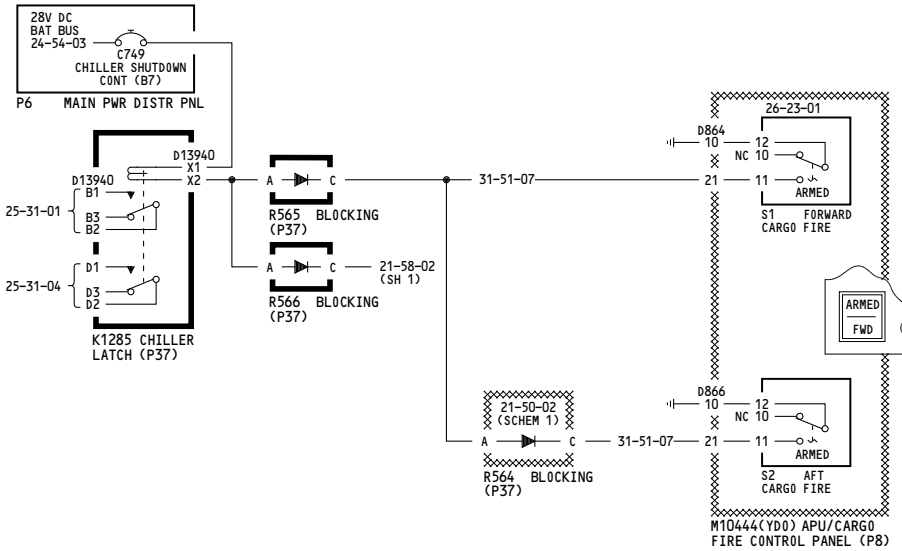 28V DC
BAT BUS
24-54-03
C749
CHILLER SHUTDOWN
CONT (B7)
P6 MAIN PWR DISTR PNL
D13940
X1
X2
D13940
B1
25-31-01
B3
B2
D1
25-31-04
D3
D2
K1285 CHILLER
LATCH (P37)
A C
R565 BLOCKING
(P37)
A C
21-58-02
(SH 1)
R566 BLOCKING
(P37)
31-51-07
26-23-01
D864
10 12
NC 10
21 11
ARMED
S1 FORWARD
CARGO FIRE
ARMED
FWD
21-50-02
(SCHEM 1)
A C
R564 BLOCKING
(P37)
31-51-07
D866
10 12
NC 10
21 11
ARMED
S2 AFT
CARGO FIRE
M10444(YD0) APU/CARGO
FIRE CONTROL PANEL (P8)